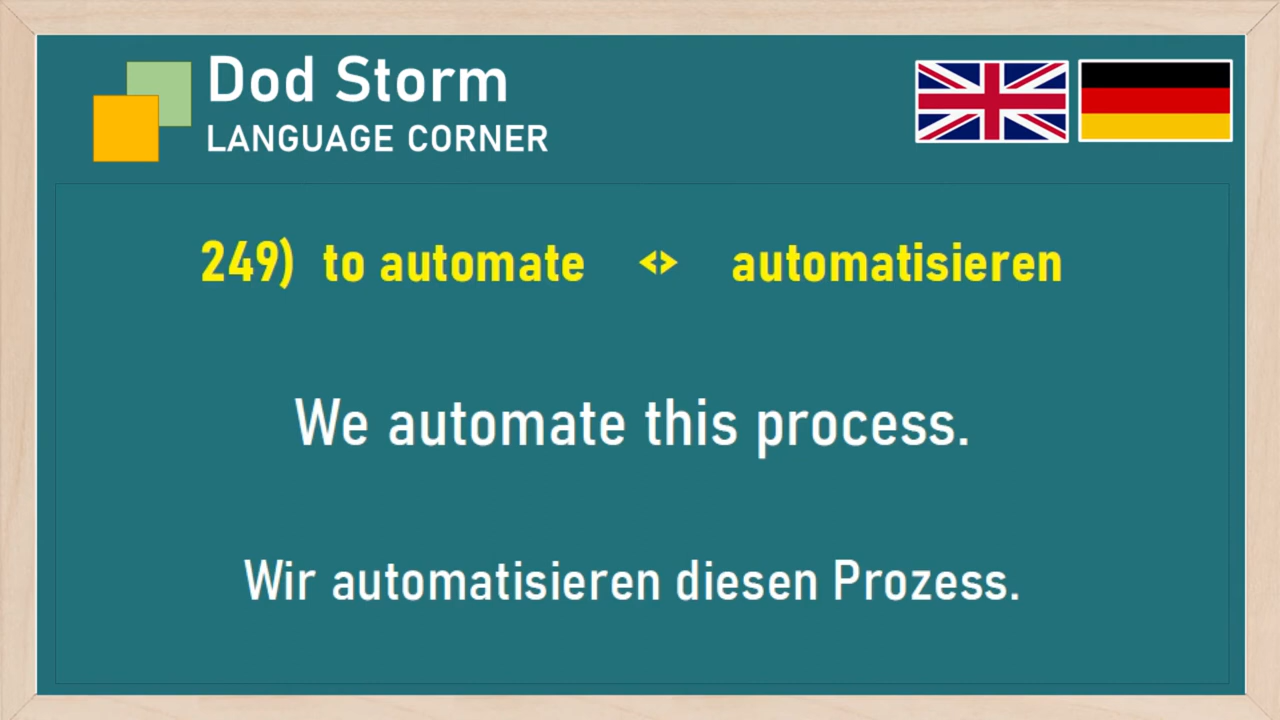 Dod Storm
LANGUAGE CORNER
249) to automate <> automatisieren
We automate this process.
Wir automatisieren diesen Prozess.